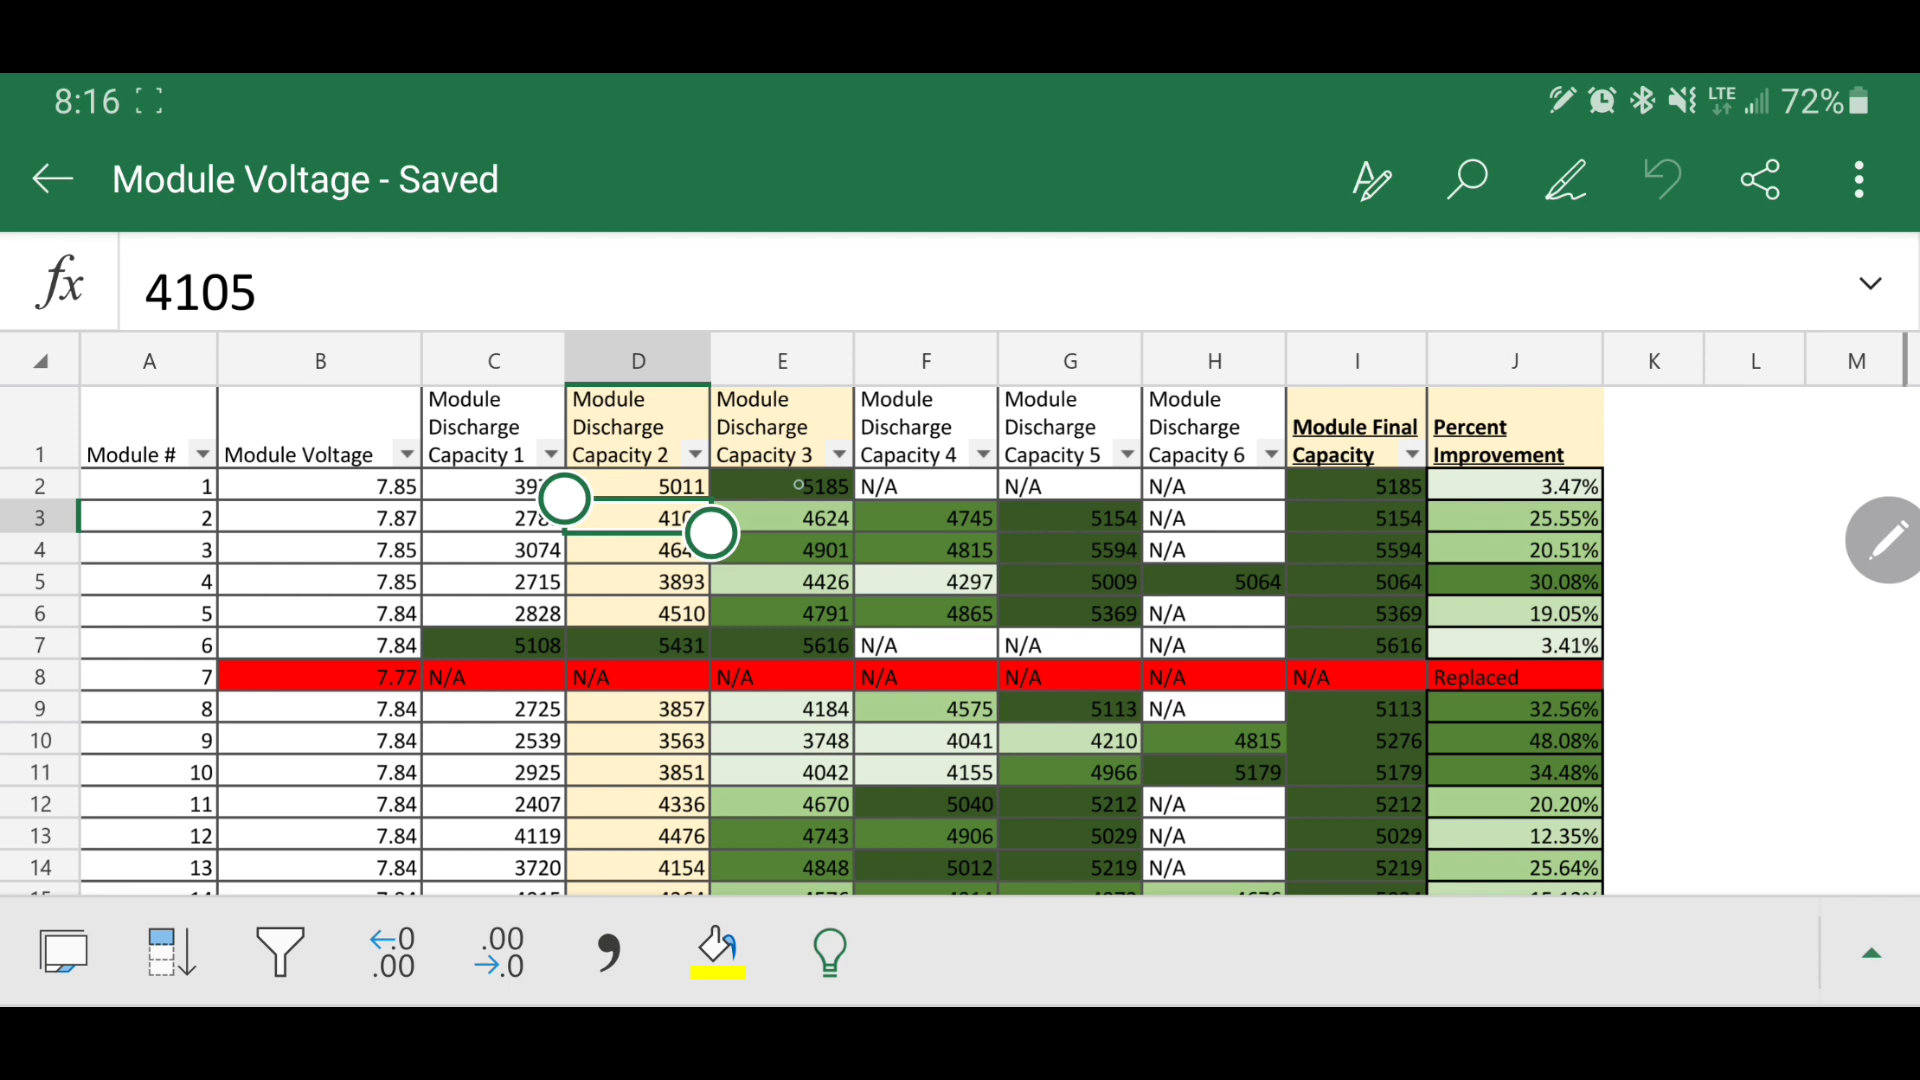 8:16 LTE 72%
Module Voltage - Saved
fx 4105
A B C D E F G H I J K L M
Module Module Module Module Module Module
Discharge Discharge Discharge Discharge Discharge Discharge Module Final Percent
1 Module # Module Voltage Capacity 1 Capacity 2 Capacity 3 Capacity 4 Capacity 5 Capacity 6 Capacity Improvement
2 1 7.85 5011 5185 N/A N/A N/A 5185 3.47%
3 2 7.87 4624 4745 5154 N/A 5154 25.55%
4 3 7.85 3074 4901 4815 5594 N/A 5594 20.51%
5 4 7.85 2715 3893 4426 4297 5009 5064 5064 30.08%
6 5 7.84 2828 4510 4791 4865 5369 N/A 5369 19.05%
7 6 7.84 5108 5431 5616 N/A N/A N/A 5616 3.41%
8 7 7.77 N/A N/A N/A N/A N/A N/A N/A Replaced
9 8 7.84 2725 3857 4184 4575 5113 N/A 5113 32.56%
10 9 7.84 2539 3563 3748 4041 4210 4815 5276 48.08%
11 10 7.84 2925 3851 4042 4155 4966 5179 5179 34.48%
12 11 7.84 2407 4336 4670 5040 5212 N/A 5212 20.20%
13 12 7.84 4119 4476 4743 4906 5029 N/A 5029 12.35%
14 13 7.84 3720 4154 4848 5012 5219 N/A 5219 25.64%
.0 .00 .00 .0 ,